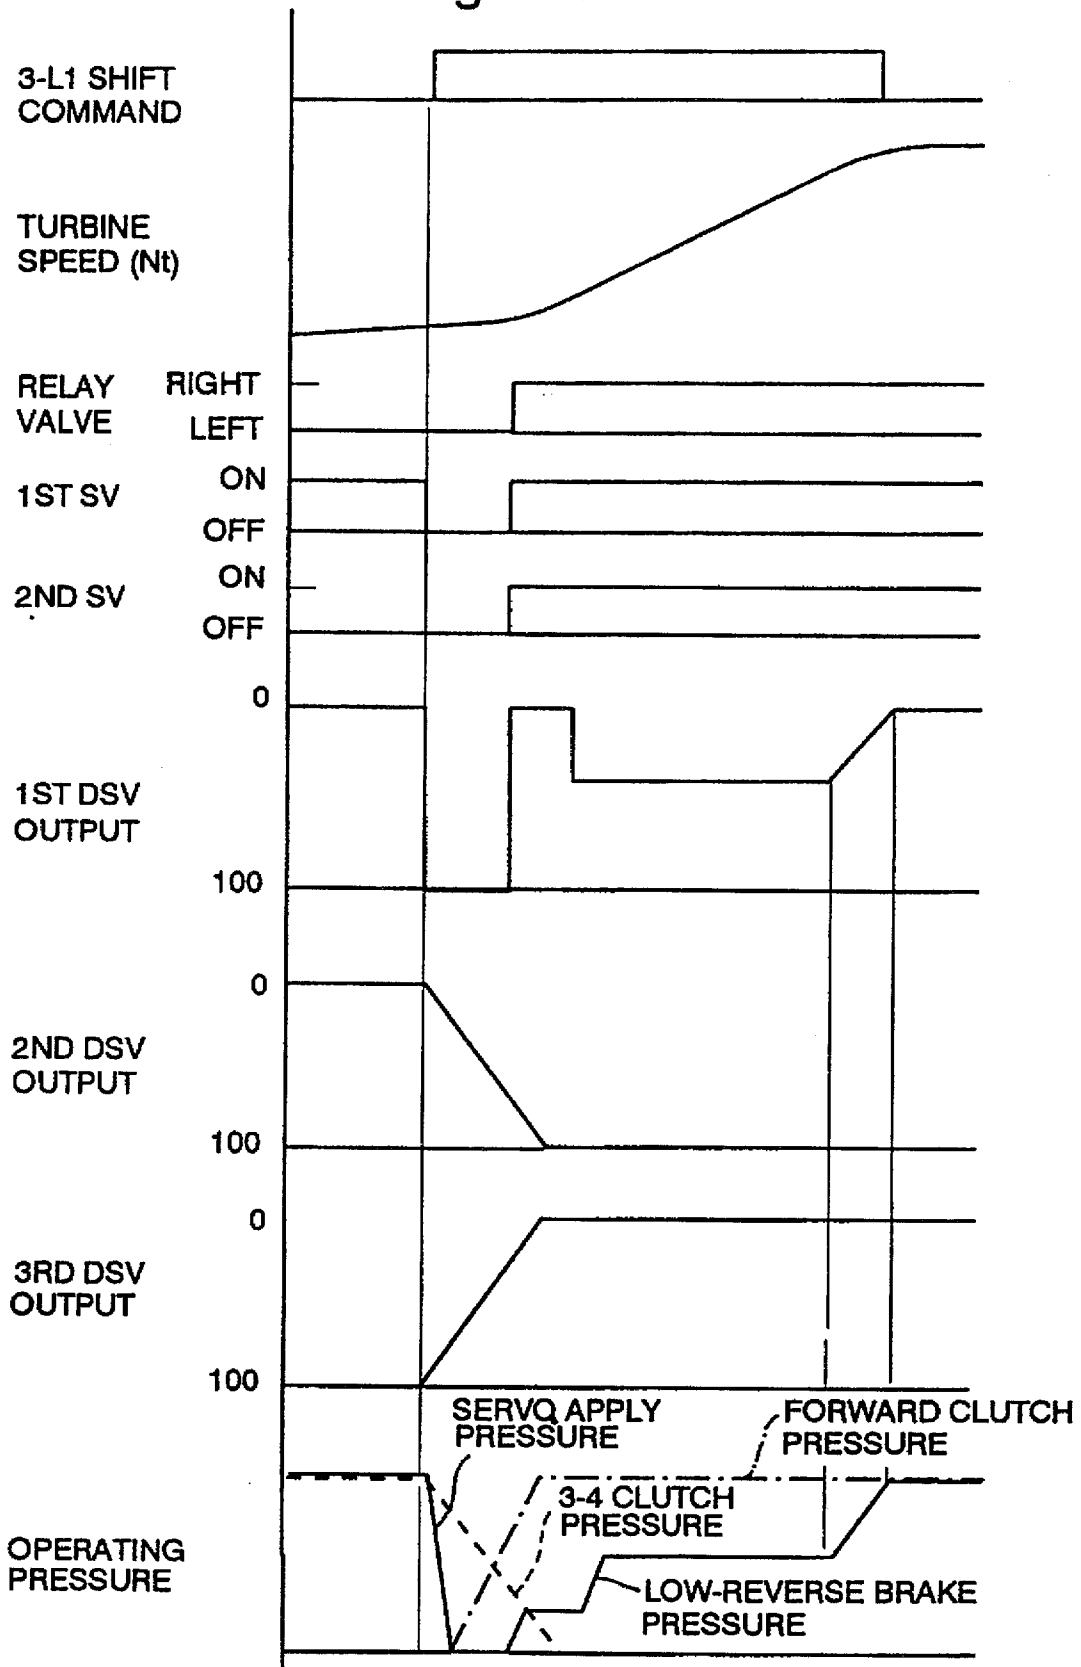 3-L1 SHIFT
COMMAND
TURBINE
SPEED (Nt)
RELAY
VALVE
RIGHT
LEFT
1ST SV
ON
OFF
2ND SV
ON
OFF
0
1ST DSV
OUTPUT
100
0
2ND DSV
OUTPUT
100
0
3RD DSV
OUTPUT
100
SERVO APPLY
PRESSURE
FORWARD CLUTCH
PRESSURE
3-4 CLUTCH
PRESSURE
OPERATING
PRESSURE
LOW-REVERSE BRAKE
PRESSURE